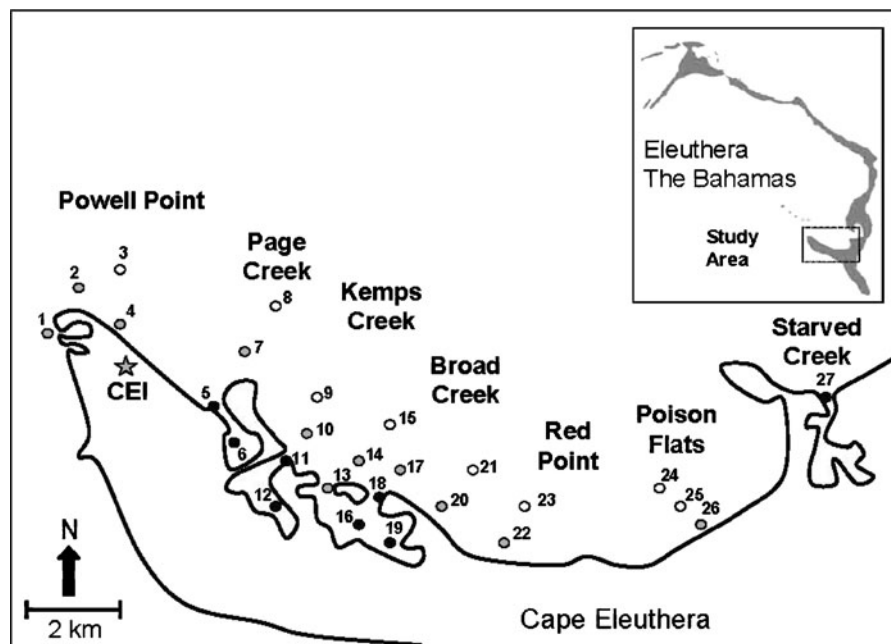 Eleuthera
The Bahamas
Study
Area
Powell Point
Page
Creek
Kemps
Creek
Broad
Creek
Red
Point
Poison
Flats
Starved
Creek
1
2
3
4
CEI
5
6
7
8
9
10
11
12
13
14
15
16
17
18
19
20
21
22
23
24
25
26
27
N
2 km
Cape Eleuthera